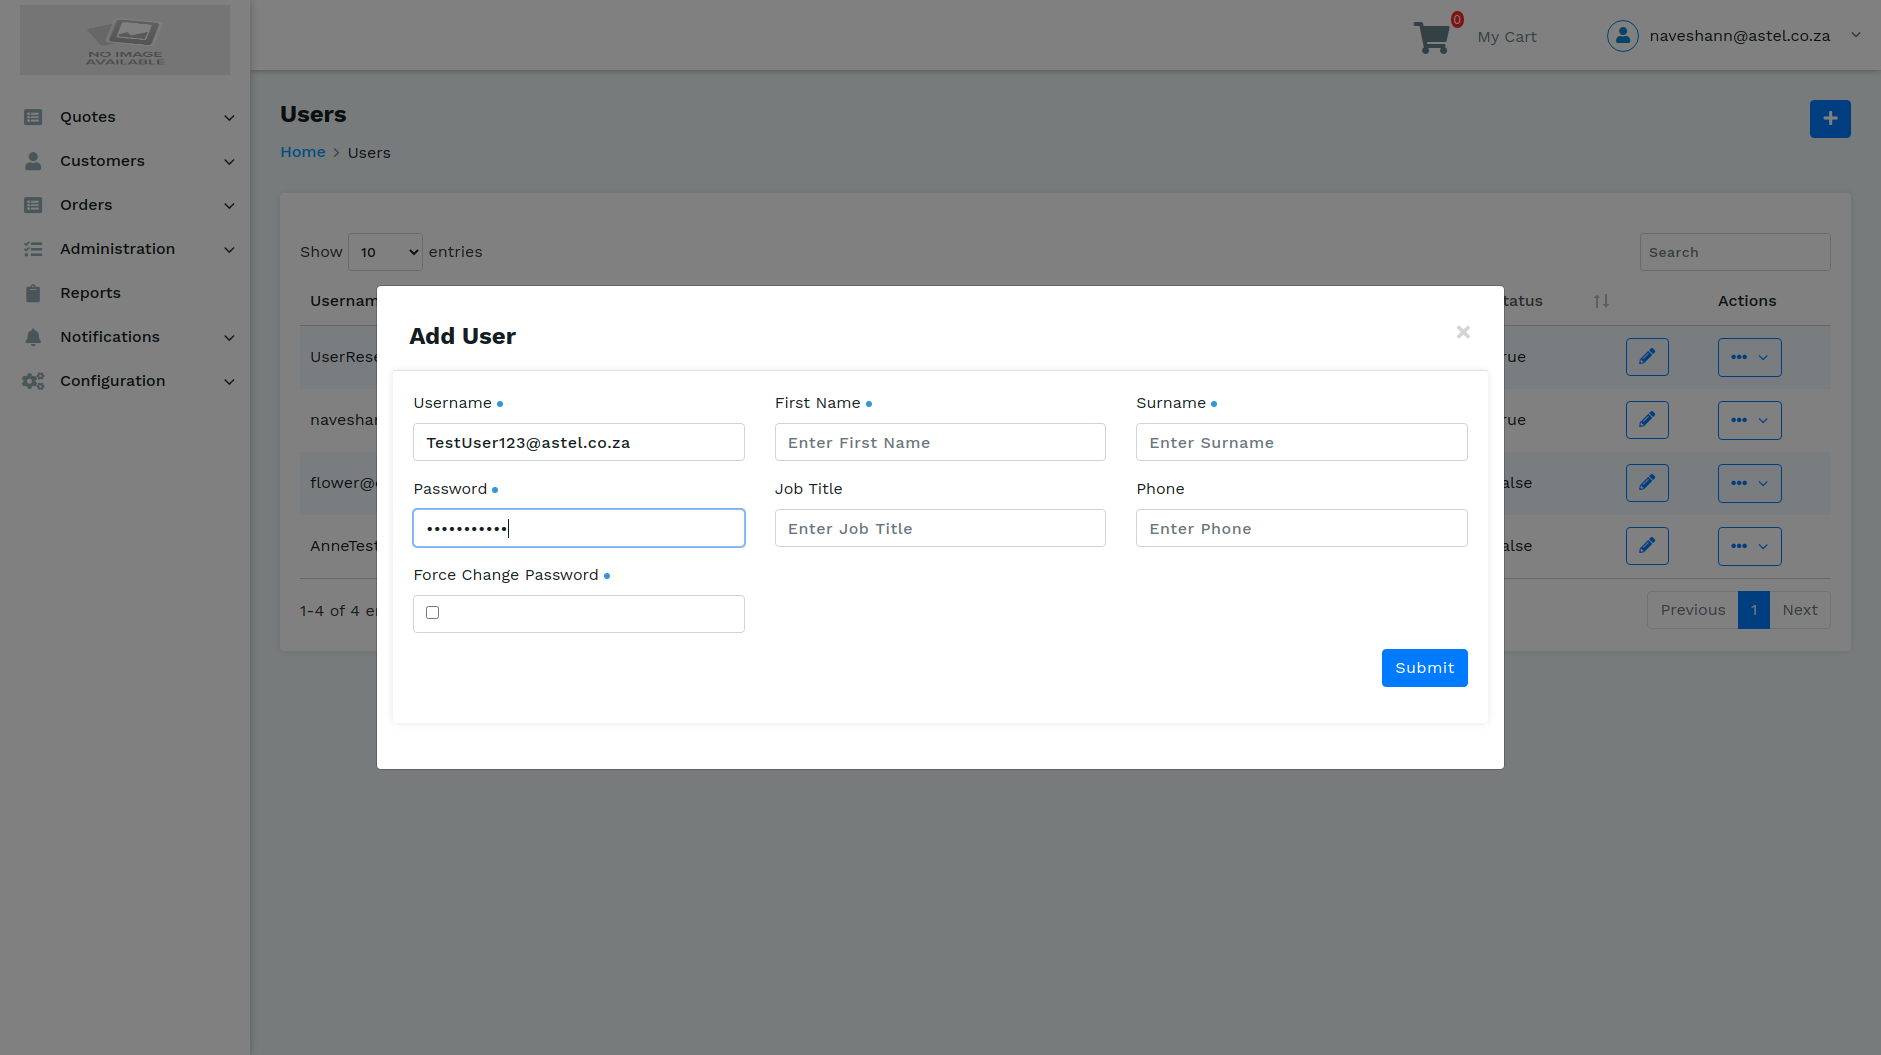 NO IMAGE
AVAILABLE
0
My Cart
naveshann@astel.co.za
Quotes
Customers
Orders
Administration
Reports
Notifications
Configuration
Users
Home > Users
Show 10 entries
Search
Usernam
tatus
Actions
UserRese
rue
naveshan
rue
flower@
alse
AnneTest
alse
1-4 of 4 e
Previous 1 Next
Add User
×
Username
First Name
Surname
TestUser123@astel.co.za
Enter First Name
Enter Surname
Password
Job Title
Phone
•••••••••••
Enter Job Title
Enter Phone
Force Change Password
Submit